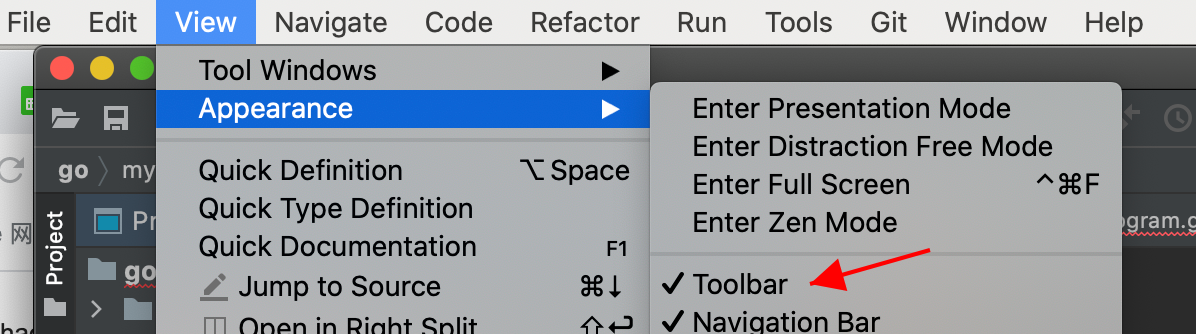 File Edit View Navigate Code Refactor Run Tools Git Window Help
Tool Windows ▶
Appearance ▶
Quick Definition ⌥ Space
Quick Type Definition
Quick Documentation F1
Jump to Source ⌘↓
Open in Right Split ⇧↩
Enter Presentation Mode
Enter Distraction Free Mode
Enter Full Screen ^⌘F
Enter Zen Mode
✓ Toolbar
✓ Navigation Bar
go
my
Project
Pr
go
网
ogram.g